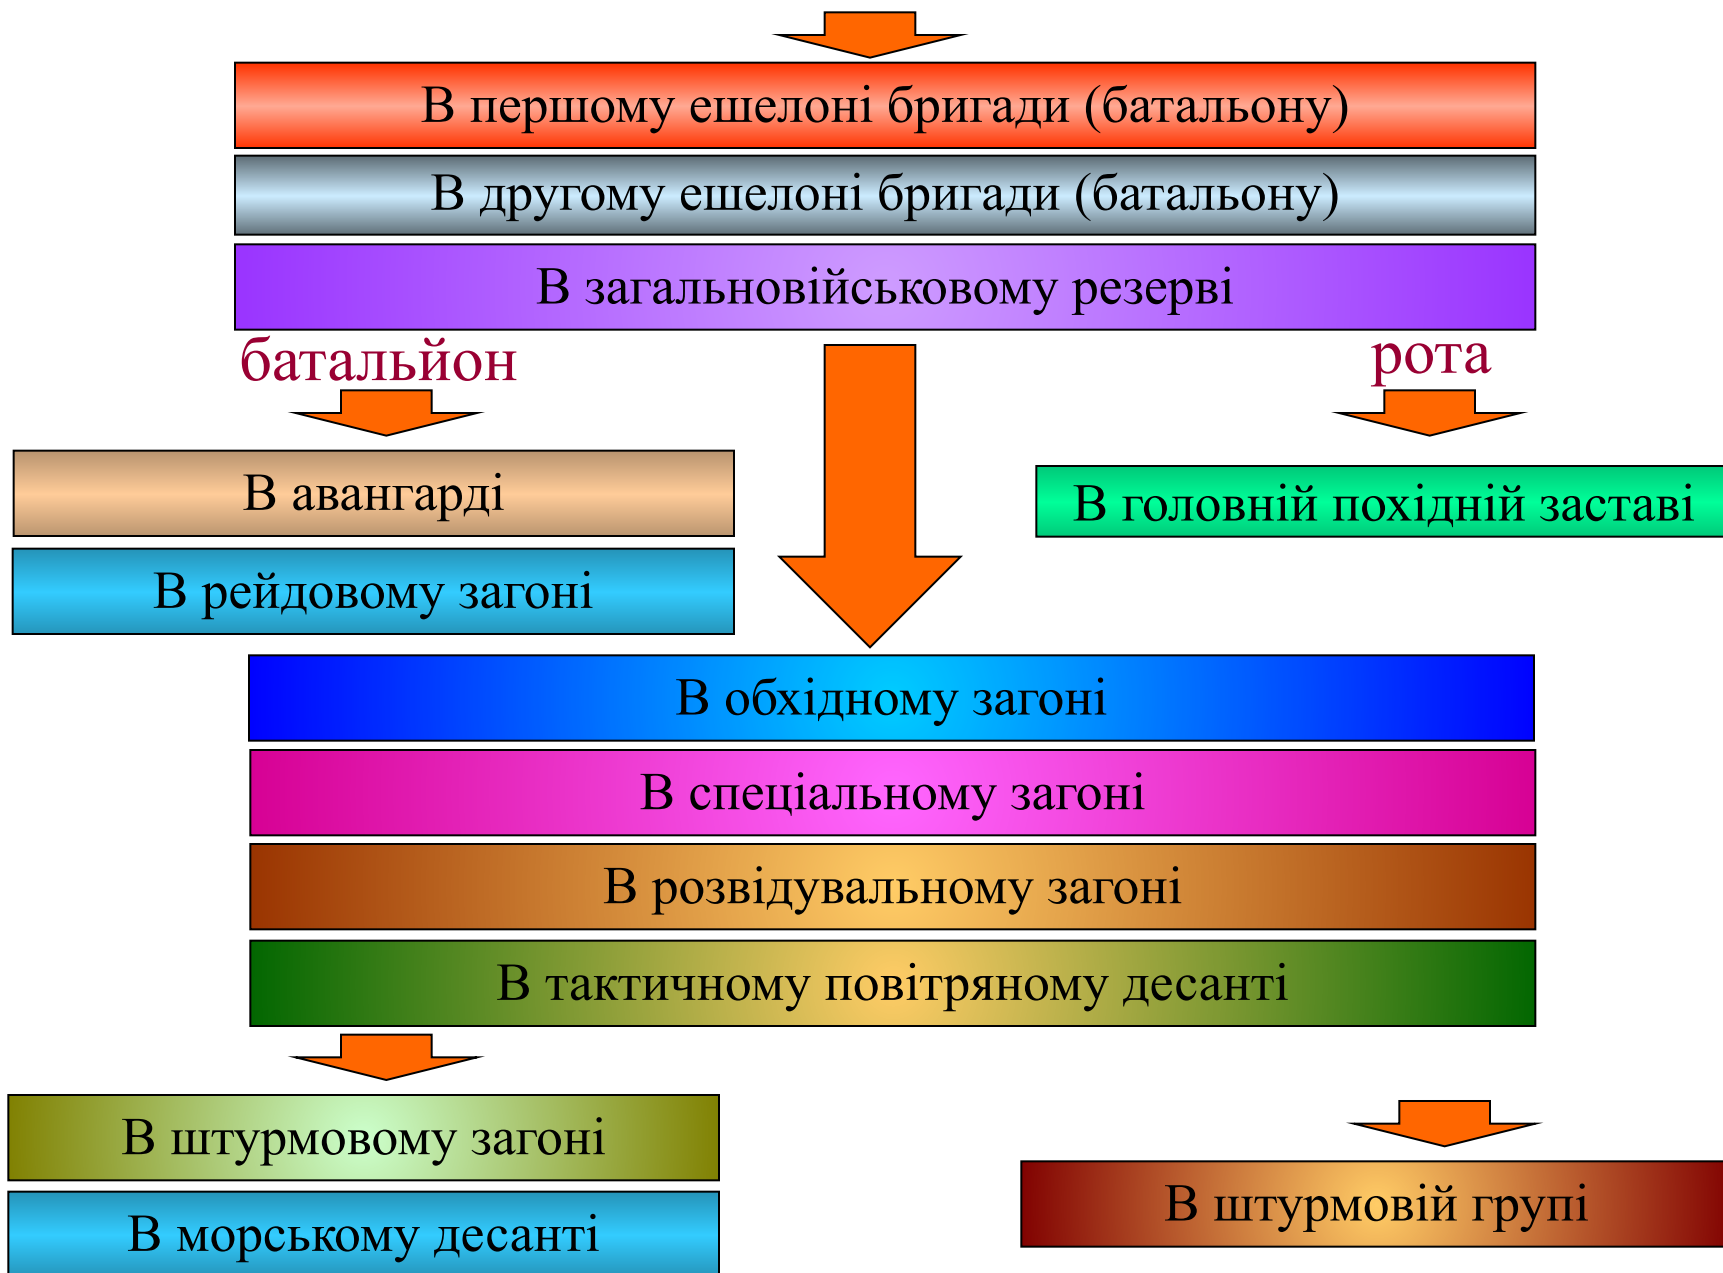 В першому ешелоні бригади (батальону)
В другому ешелоні бригади (батальону)
В загальновійськовому резерві
батальйон
рота
В авангарді
В головній похідній заставі
В рейдовому загоні
В обхідному загоні
В спеціальному загоні
В розвідувальному загоні
В тактичному повітряному десанті
В штурмовому загоні
В штурмовій групі
В морському десанті